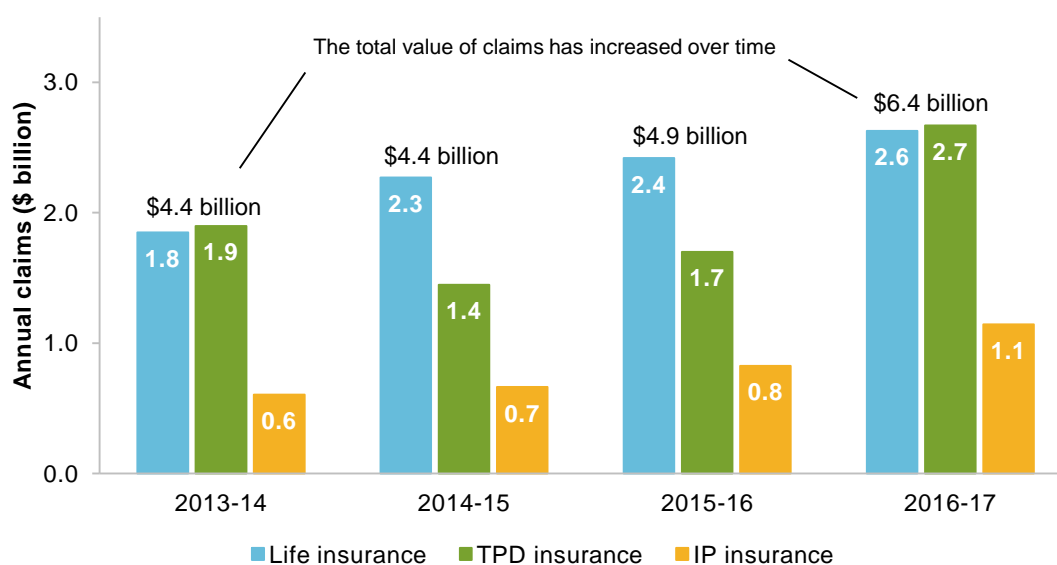 The total value of claims has increased over time
Annual claims ($ billion)
3.0
2.0
1.0
0.0
$4.4 billion
1.8
1.9
0.6
$4.4 billion
2.3
1.4
0.7
$4.9 billion
2.4
1.7
0.8
$6.4 billion
2.6
2.7
1.1
2013-14
2014-15
2015-16
2016-17
Life insurance
TPD insurance
IP insurance